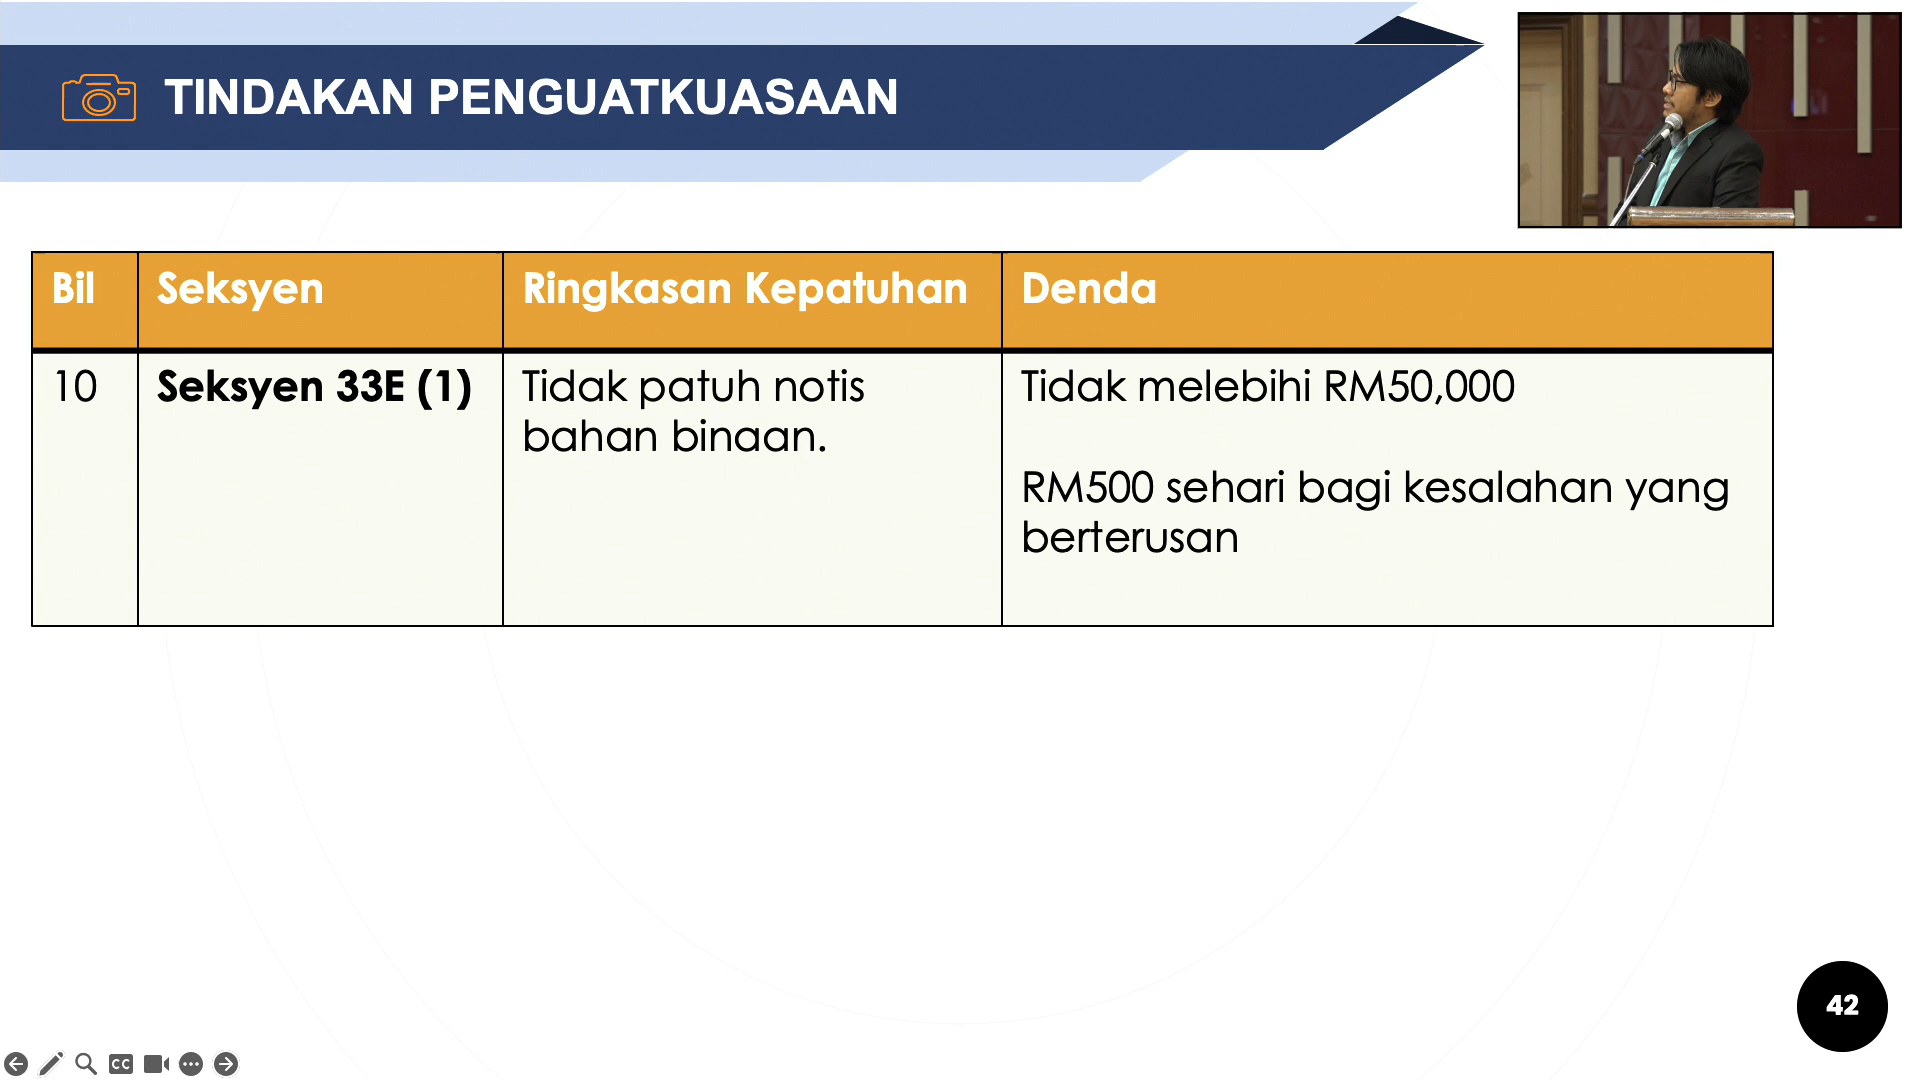 TINDAKAN PENGUATKUASAAN
Bil
Seksyen
Ringkasan Kepatuhan
Denda
10
Seksyen 33E (1)
Tidak patuh notis
bahan binaan.
Tidak melebihi RM50,000
RM500 sehari bagi kesalahan yang
berterusan
42
CC